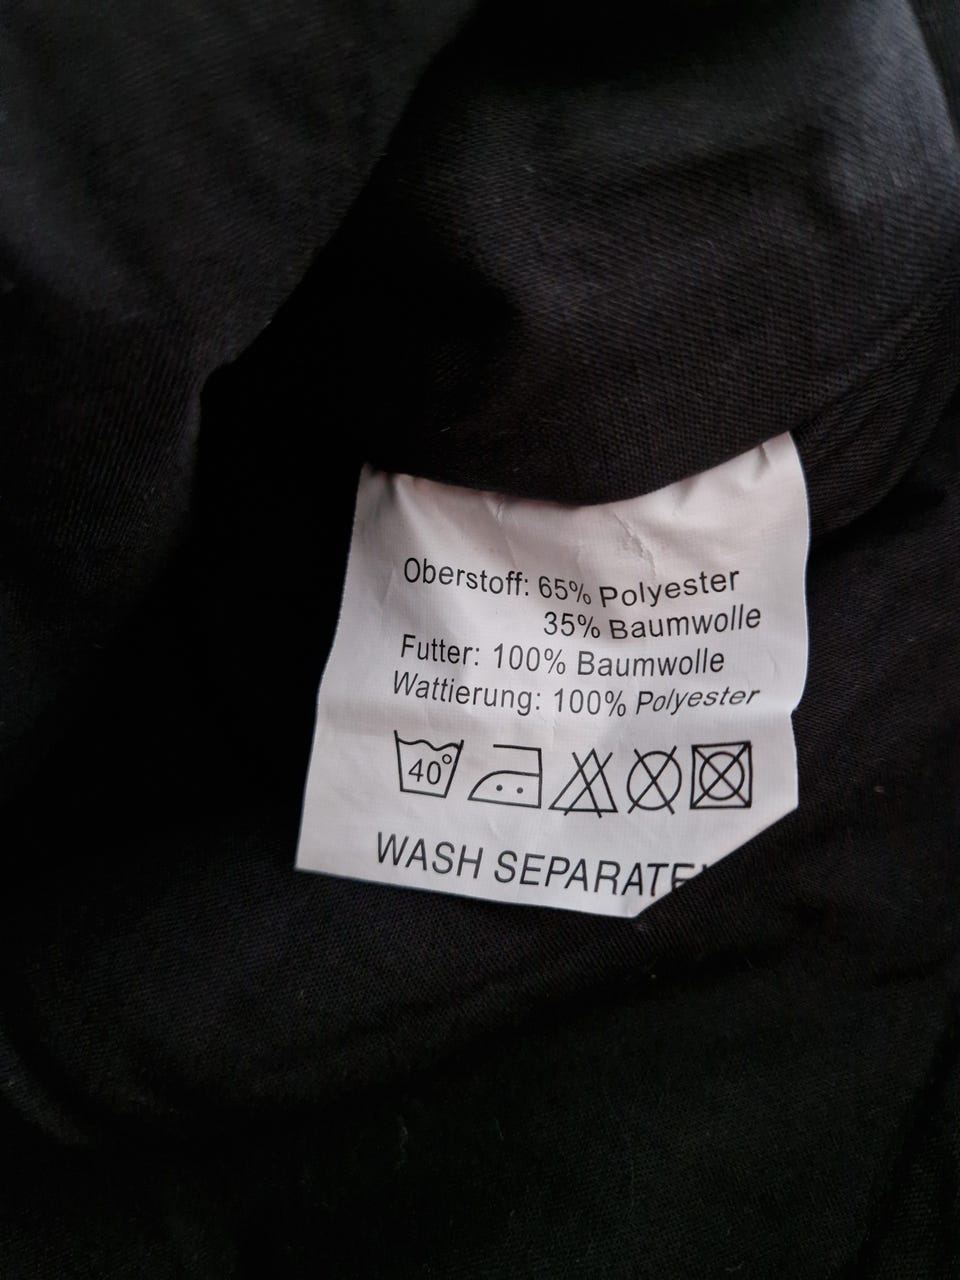 Oberstoff: 65% Polyester
35% Baumwolle
Futter: 100% Baumwolle
Wattierung: 100% Polyester
40°
WASH SEPARATE